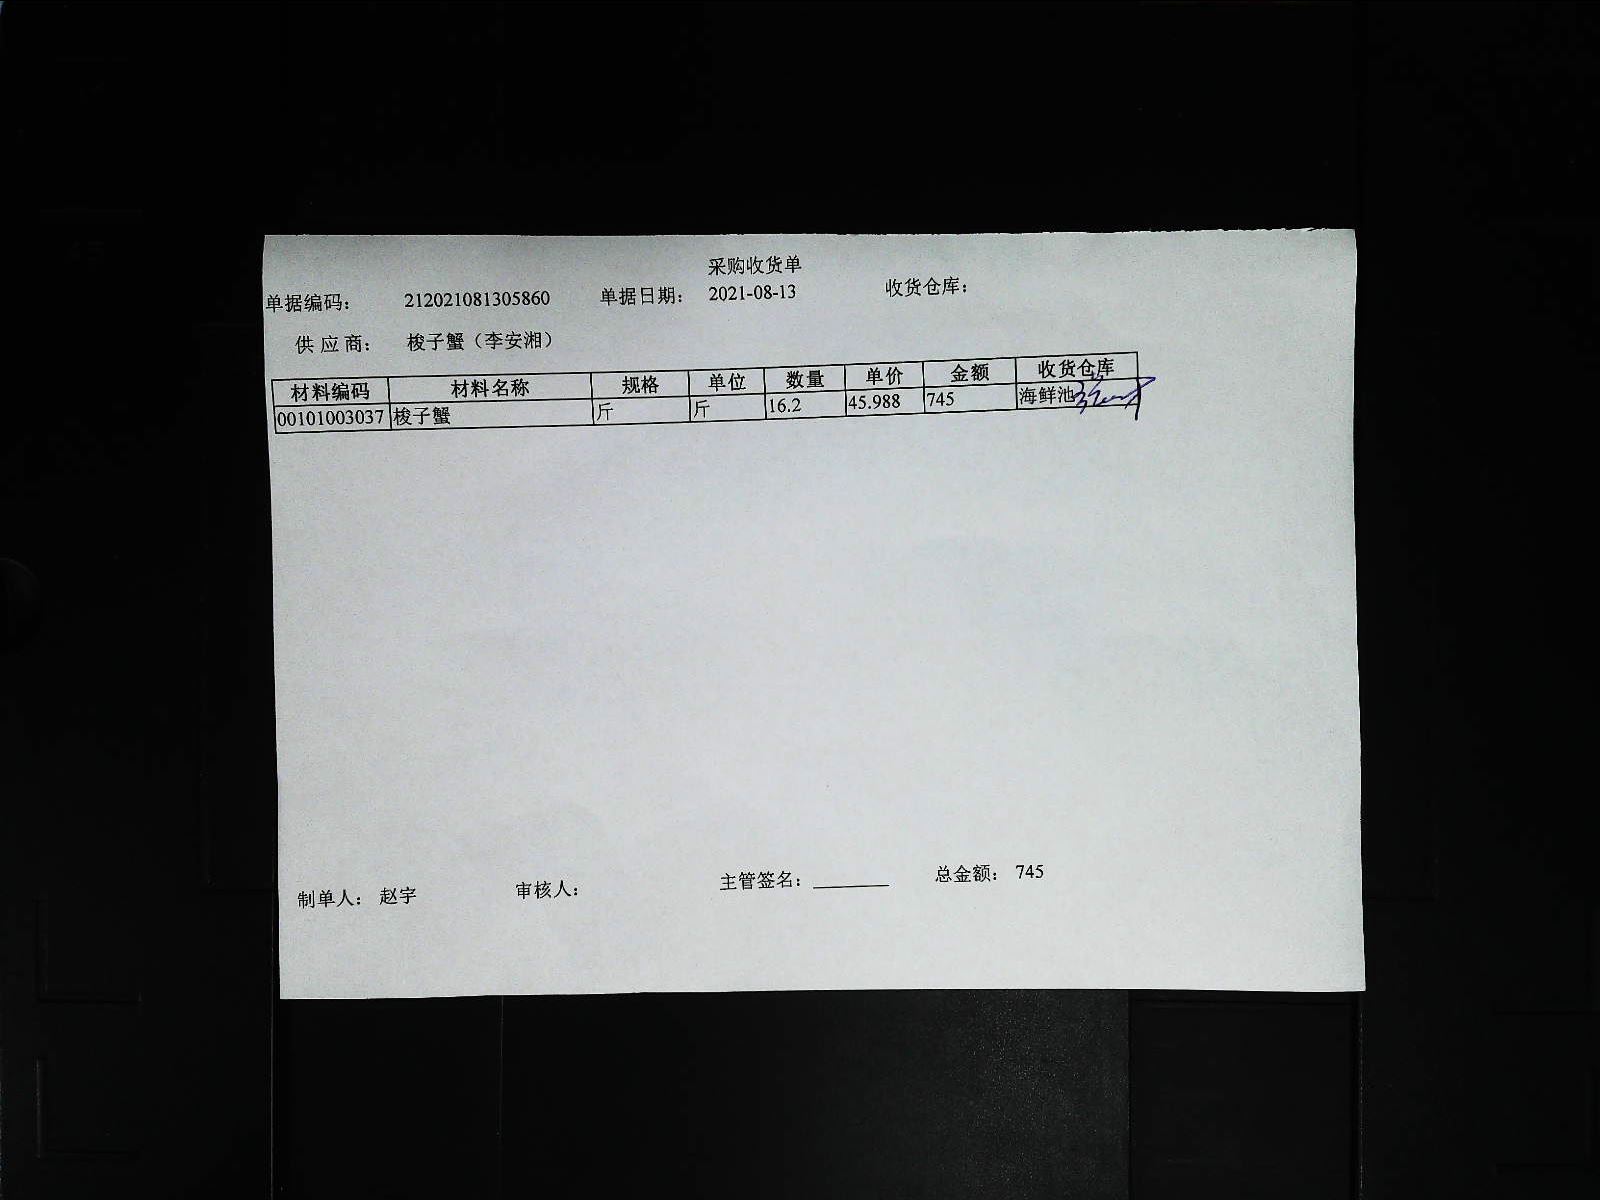 采购收货单
单据编码： 212021081305860 单据日期： 2021-08-13 收货仓库：
供应商： 梭子蟹（李安湘）
材料编码 材料名称 规格 单位 数量 单价 金额 收货仓库
00101003037 梭子蟹 斤 斤 16.2 45.988 745 海鲜池
制单人： 赵宇 审核人： 主管签名： 总金额： 745